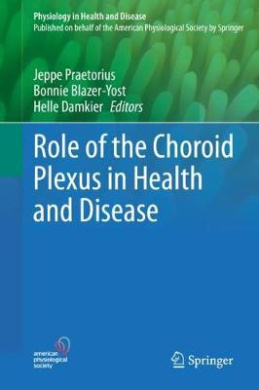 Physiology in Health and Disease
Published on behalf of the American Physiological Society by Springer
Jeppe Praetorius
Bonnie Blazer-Yost
Helle Damkier Editors
Role of the Choroid
Plexus in Health
and Disease
american
physiological
society
Springer